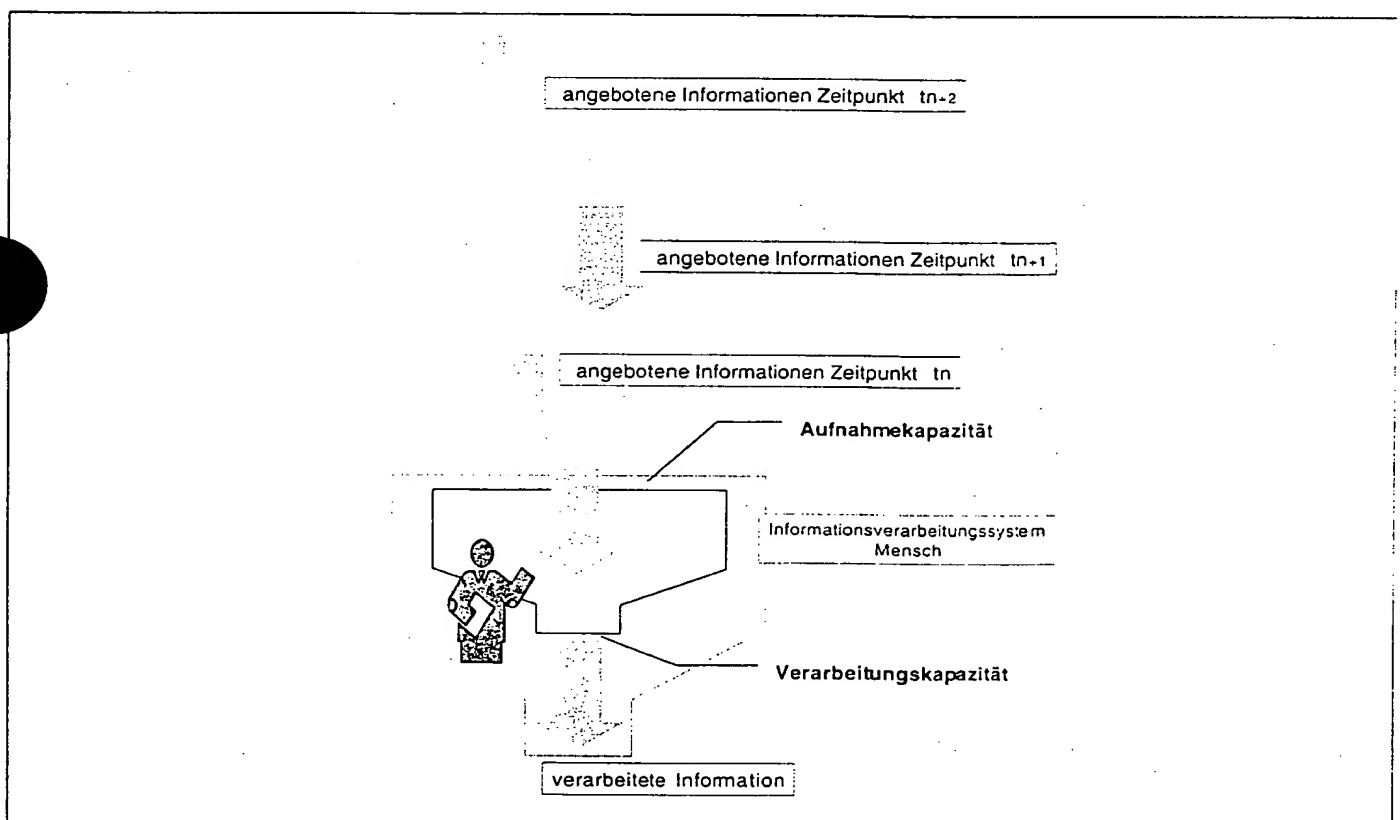 angebotene Informationen Zeitpunkt tn+2
angebotene Informationen Zeitpunkt tn+1
angebotene Informationen Zeitpunkt tn
Aufnahmekapazität
Informationsverarbeitungssystem
Mensch
Verarbeitungskapazität
verarbeitete Information